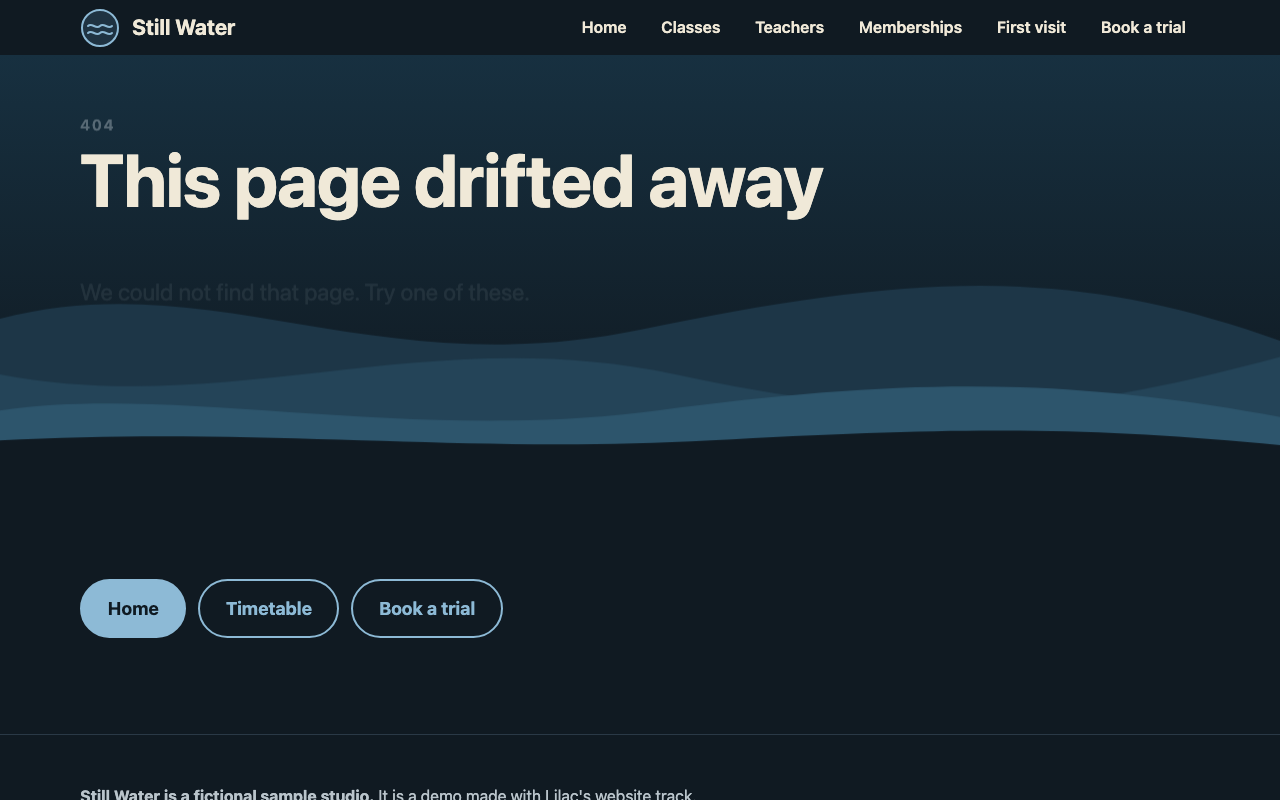 Still Water
Home Classes Teachers Memberships First visit Book a trial
404
This page drifted away
We could not find that page. Try one of these.
Home Timetable Book a trial
Still Water is a fictional sample studio. It is a demo made with Lilac's website track